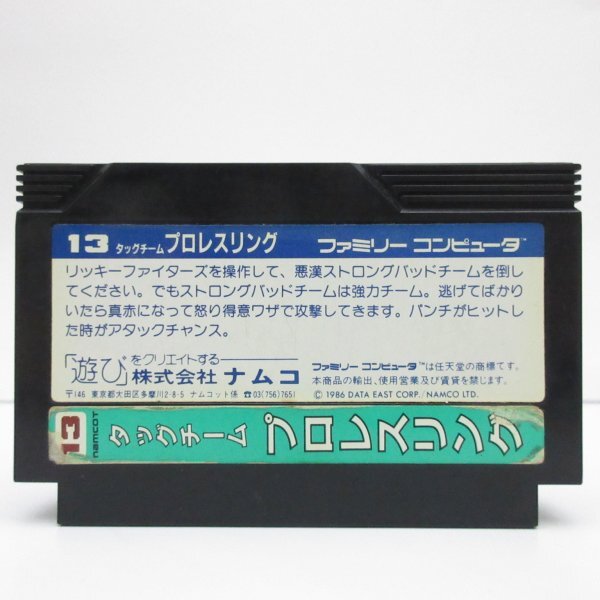 13 タッグチーム プロレスリング ファミリー コンピュータ™
リッキーファイターズを操作して、悪漢ストロングバッドチームを倒し
てください。でもストロングバッドチームは強力チーム。逃げてばかり
いたら真赤になって怒り得意ワザで攻撃してきます。パンチがヒットし
た時がアタックチャンス。
「遊び」をクリエイトする
株式会社 ナムコ
〒146 東京都大田区多摩川2-8-5 ナムコット係 ☎03(756)7651
ファミリー コンピュータ™は任天堂の商標です。
本商品の輸出、使用営業及び賃貸を禁じます。
© 1986 DATA EAST CORP./NAMCO LTD.
13 namcot タッグチーム プロレスリング